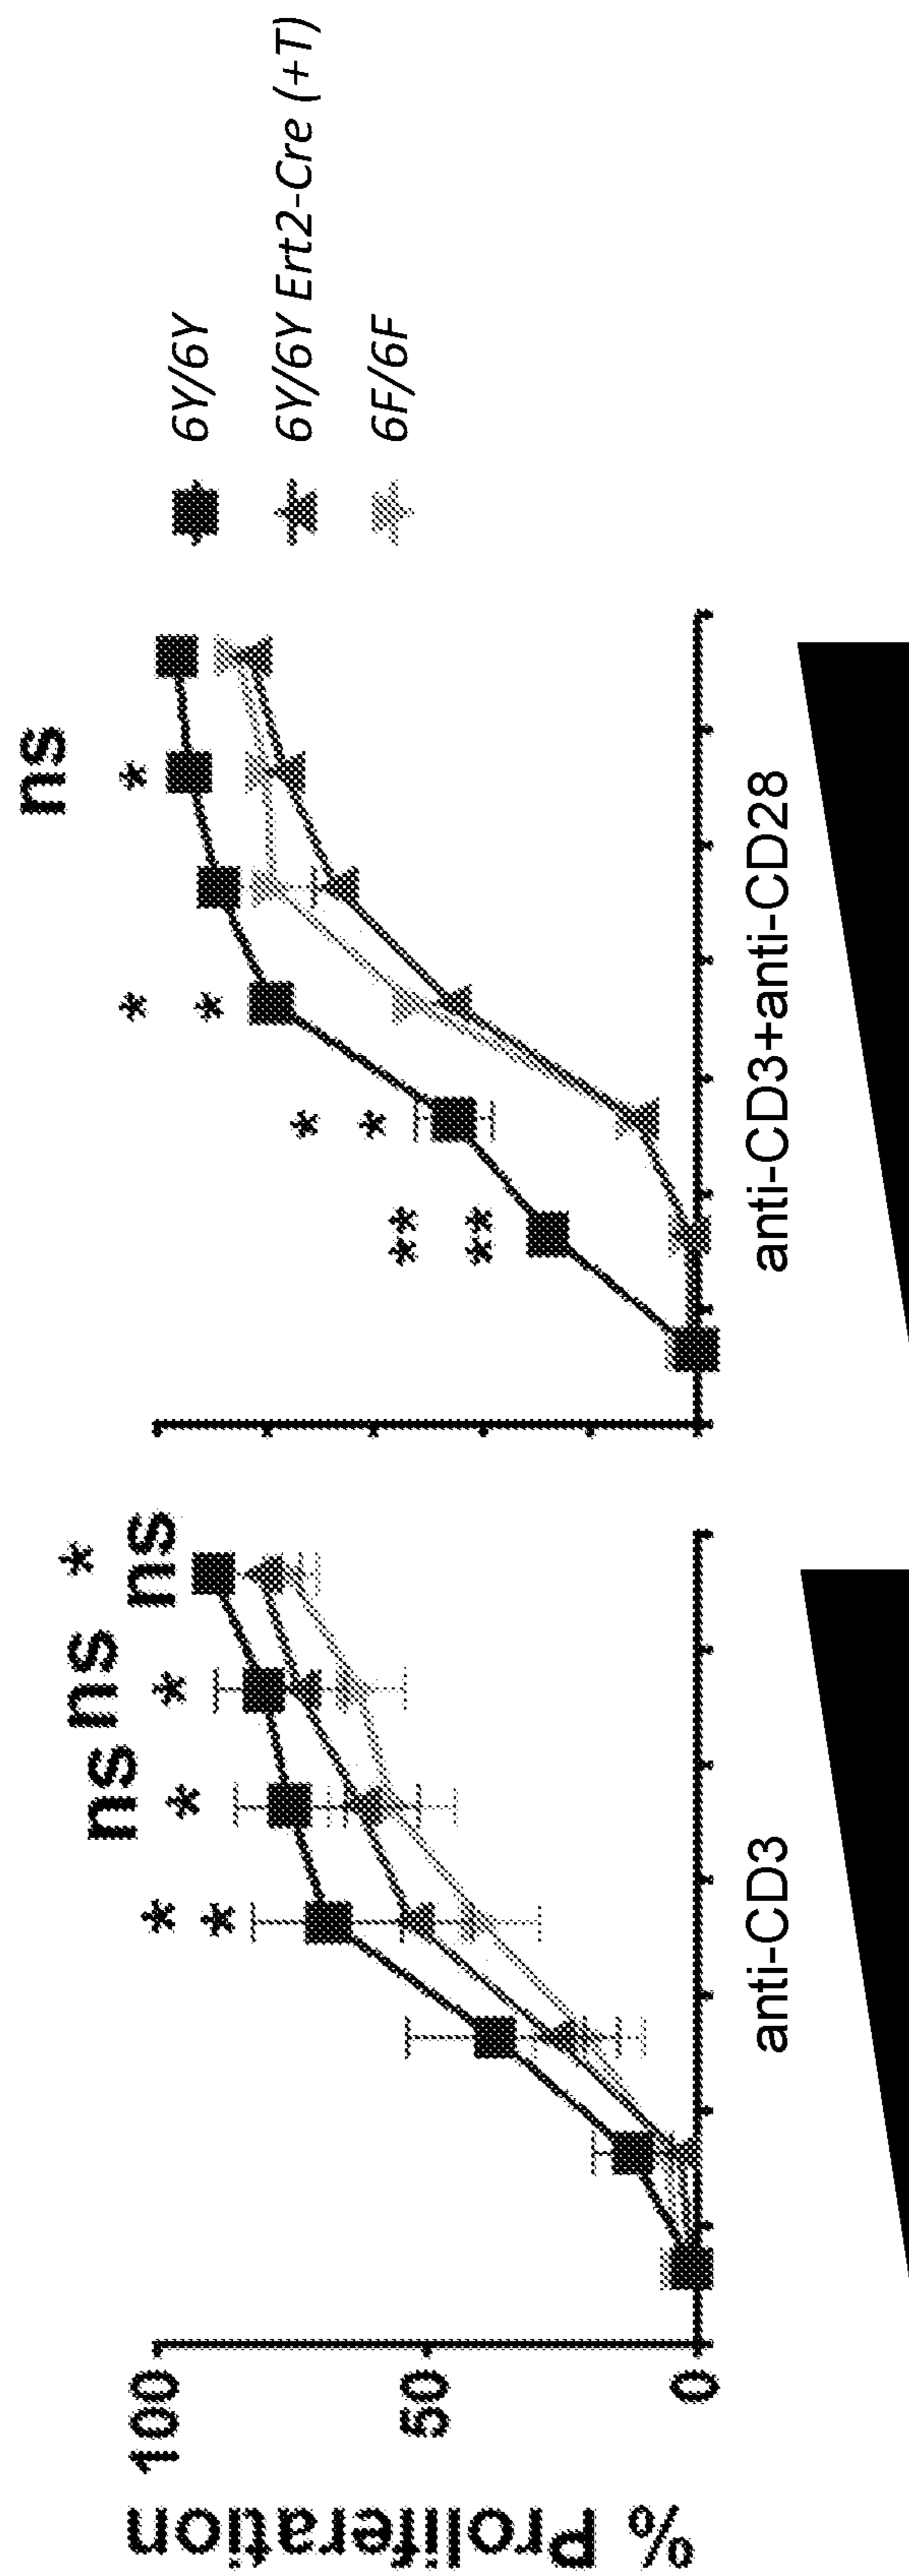 % Proliferation
100
50
0
* * * * ns ns * ns
anti-CD3
** ** * * * * * ns
anti-CD3+anti-CD28
6Y/6Y
6Y/6Y Ert2-Cre (+T)
6F/6F